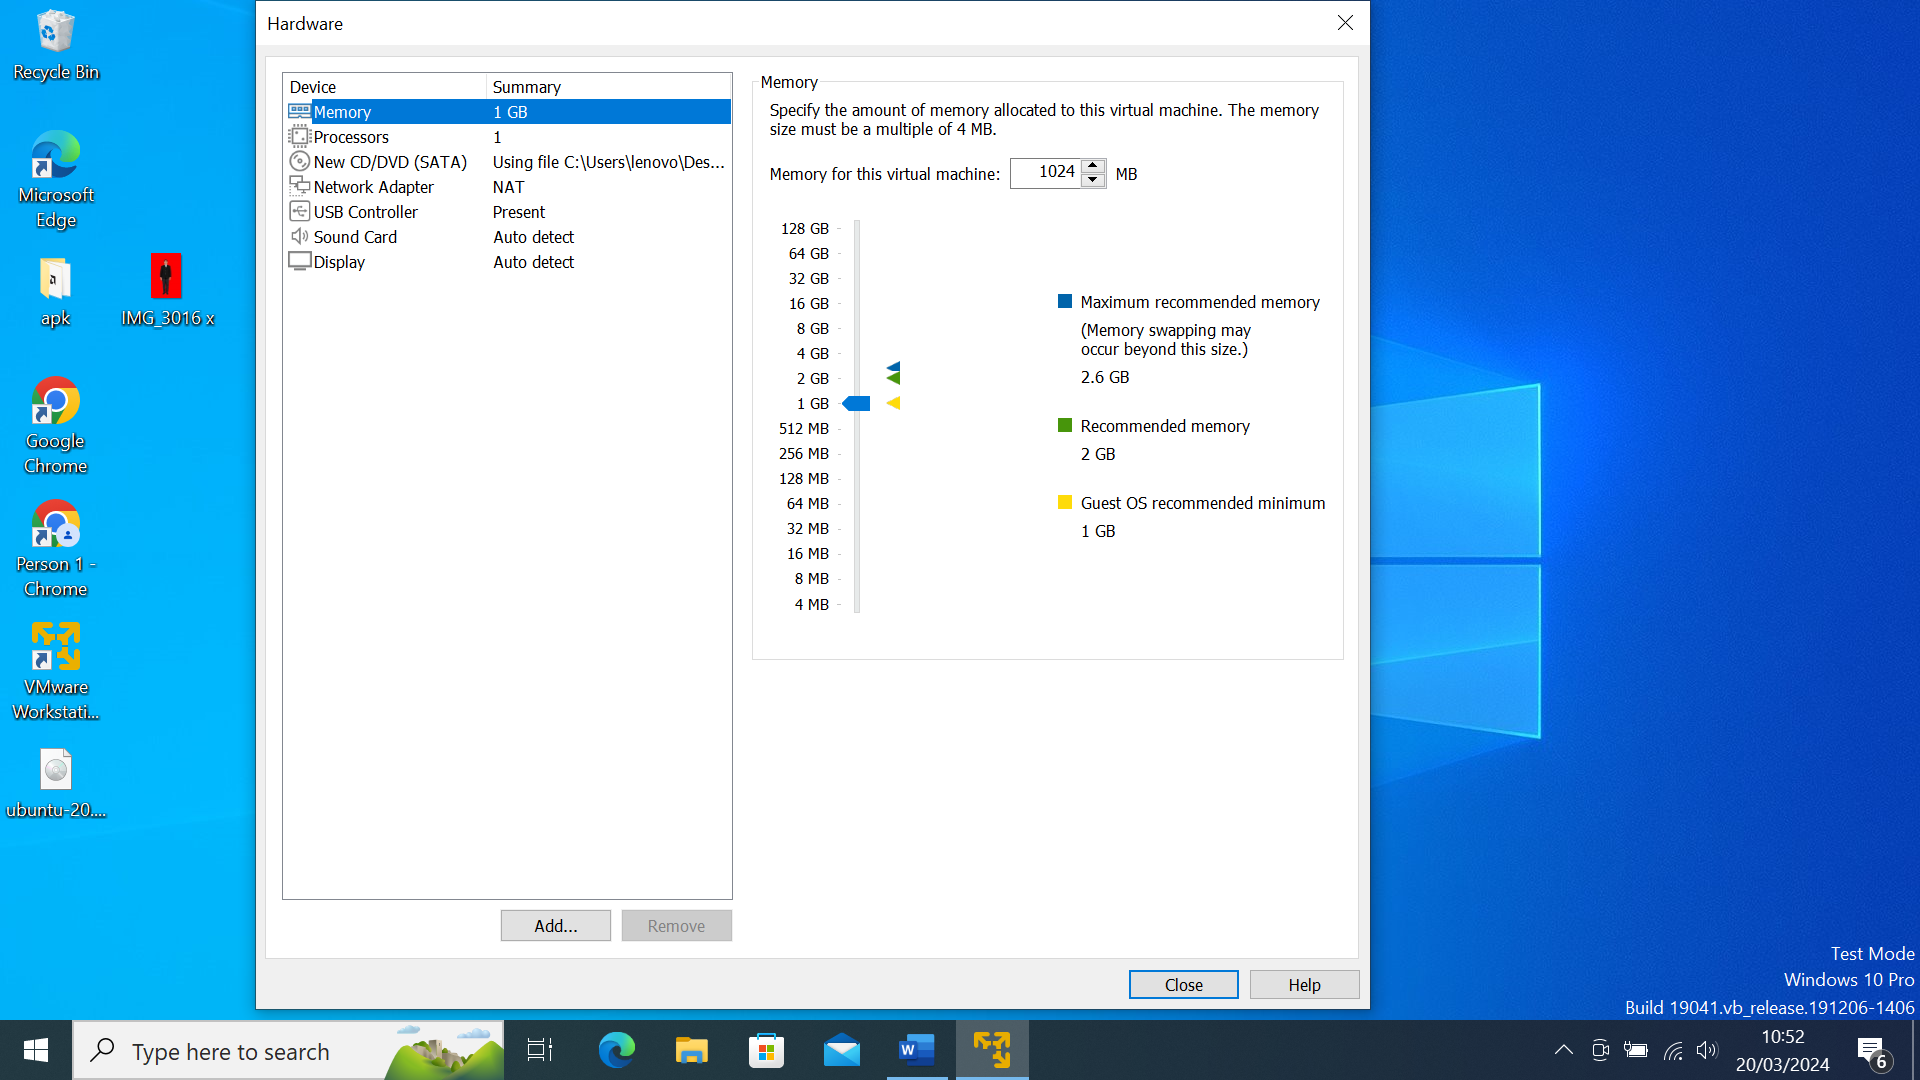 Recycle Bin
Microsoft
Edge
apk
IMG_3016 x
Google
Chrome
Person 1 -
Chrome
VMware
Workstati...
ubuntu-20....
Hardware
Device Summary
Memory 1 GB
Processors 1
New CD/DVD (SATA) Using file C:\Users\lenovo\Des...
Network Adapter NAT
USB Controller Present
Sound Card Auto detect
Display Auto detect
Add...
Remove
Memory
Specify the amount of memory allocated to this virtual machine. The memory
size must be a multiple of 4 MB.
Memory for this virtual machine: 1024 MB
128 GB
64 GB
32 GB
16 GB
8 GB
4 GB
2 GB
1 GB
512 MB
256 MB
128 MB
64 MB
32 MB
16 MB
8 MB
4 MB
Maximum recommended memory
(Memory swapping may
occur beyond this size.)
2.6 GB
Recommended memory
2 GB
Guest OS recommended minimum
1 GB
Close
Help
Test Mode
Windows 10 Pro
Build 19041.vb_release.191206-1406
Type here to search
W
10:52
20/03/2024
6